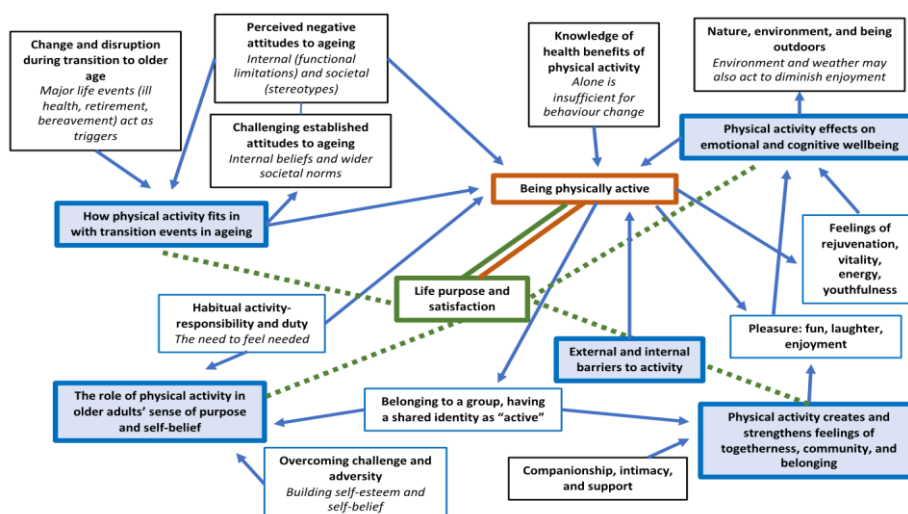 Change and disruption
during transition to older
age
Major life events (ill
health, retirement,
bereavement) act as
triggers
Perceived negative
attitudes to ageing
Internal (functional
limitations) and societal
(stereotypes)
Challenging established
attitudes to ageing
Internal beliefs and wider
societal norms
Knowledge of
health benefits of
physical activity
Alone is
insufficient for
behaviour change
Nature, environment, and being
outdoors
Environment and weather may
also act to diminish enjoyment
Physical activity effects on
emotional and cognitive wellbeing
Being physically active
How physical activity fits in
with transition events in ageing
Feelings of
rejuvenation,
vitality,
energy,
youthfulness
Life purpose and
satisfaction
Habitual activity-
responsibility and duty
The need to feel needed
Pleasure: fun, laughter,
enjoyment
External and internal
barriers to activity
The role of physical activity in
older adults’ sense of purpose
and self-belief
Belonging to a group, having
a shared identity as “active”
Physical activity creates and
strengthens feelings of
togetherness, community, and
belonging
Overcoming challenge and
adversity
Building self-esteem and
self-belief
Companionship, intimacy,
and support